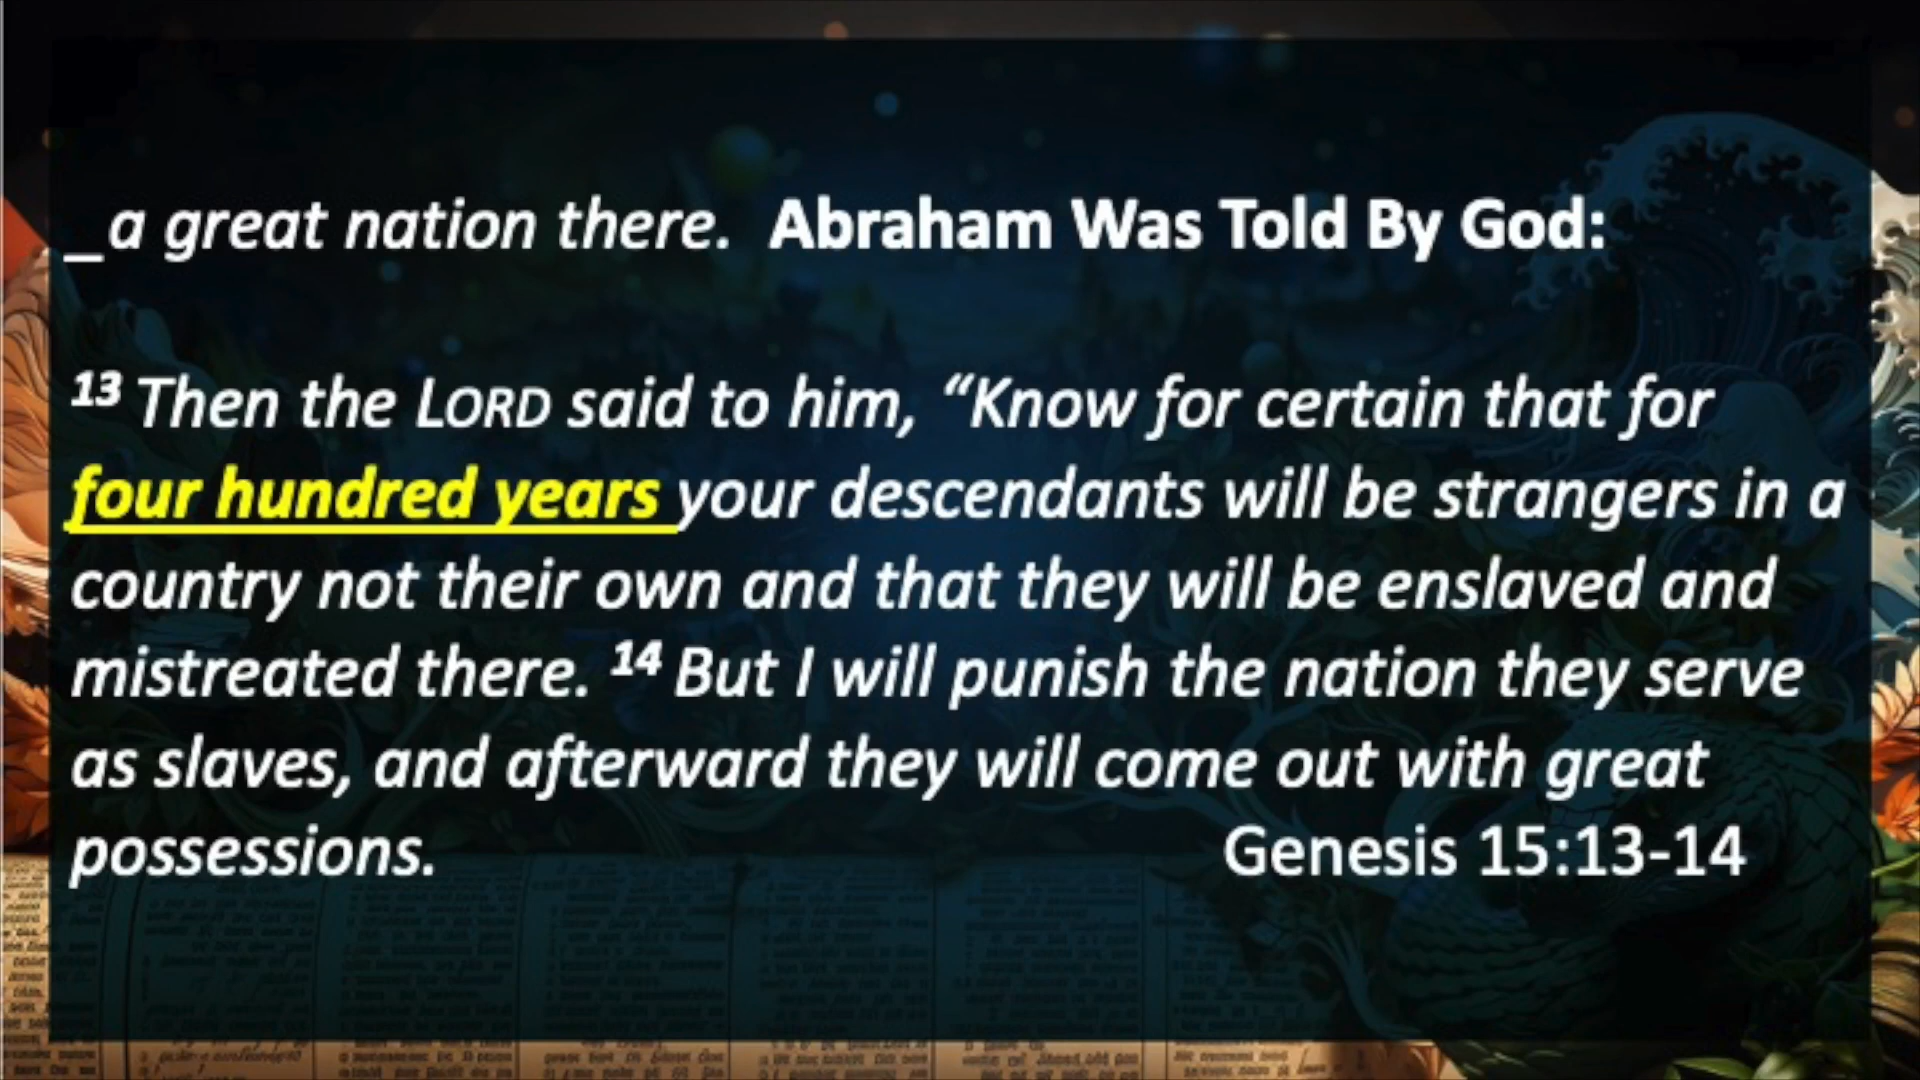 _a great nation there. Abraham Was Told By God:
13 Then the LORD said to him, “Know for certain that for
four hundred years your descendants will be strangers in a
country not their own and that they will be enslaved and
mistreated there. 14 But I will punish the nation they serve
as slaves, and afterward they will come out with great
possessions. Genesis 15:13-14